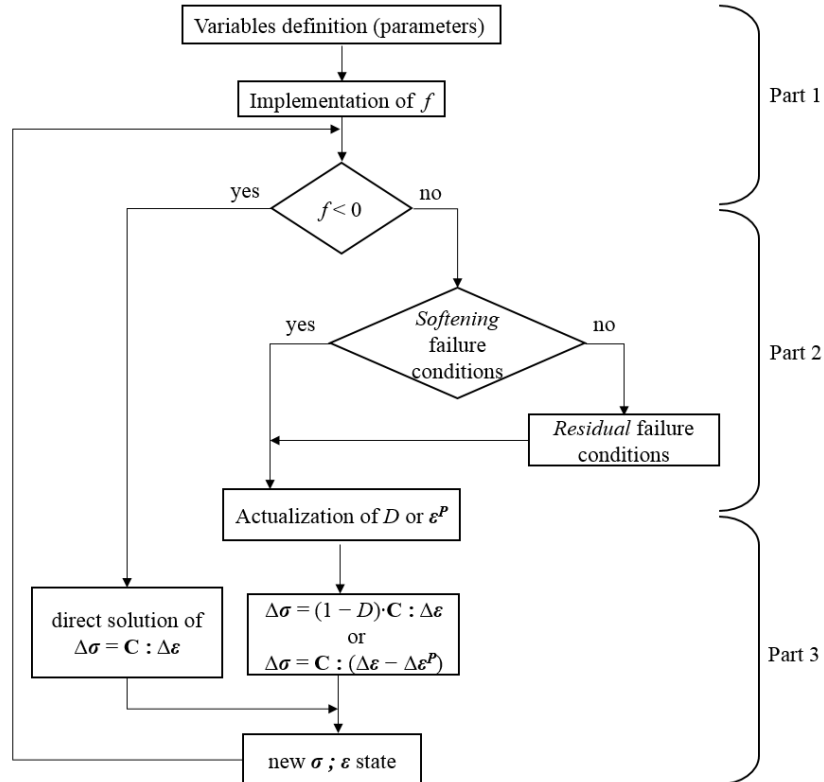 Variables definition (parameters)
Part 1
Implementation of f
yes
no
f < 0
yes
Softening
failure
conditions
no
Part 2
Residual failure
conditions
Actualization of D or εᴾ
direct solution of
Δσ = C : Δε
Δσ = (1 − D)·C : Δε
or
Δσ = C : (Δε − Δεᴾ)
Part 3
new σ ; ε state